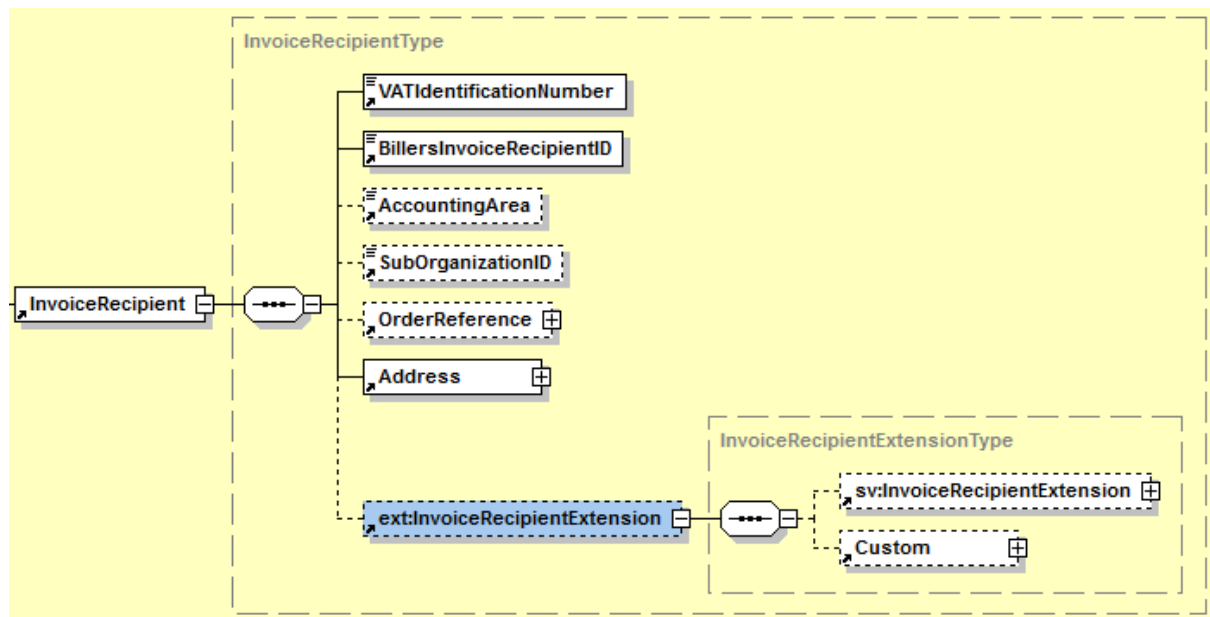 InvoiceRecipientType
VATIdentificationNumber
BillersInvoiceRecipientID
AccountingArea
SubOrganizationID
InvoiceRecipient
OrderReference
Address
InvoiceRecipientExtensionType
sv:InvoiceRecipientExtension
ext:InvoiceRecipientExtension
Custom